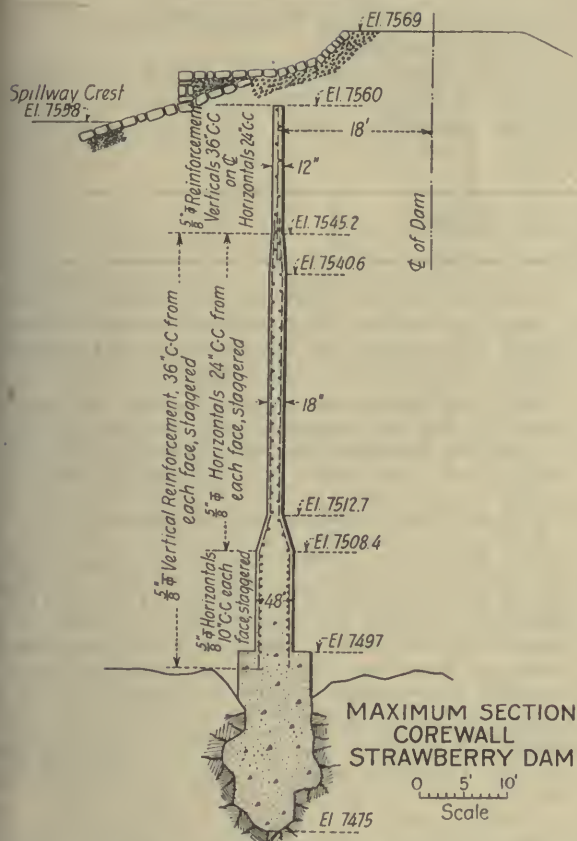 El. 7569
Spillway Crest
El. 7558
El. 7560
18'
12"
⅝"ф Reinforcement
Verticals 36"C-C
on ℄
Horizontals 24"C-C
El. 7545.2
El. 7540.6
℄ of Dam
⅝"ф Vertical Reinforcement, 36"C-C from
each face, staggered
⅝"ф Horizontals 24"C-C from
each face, staggered
18"
El. 7512.7
El. 7508.4
⅝"ф Horizontals,
10"C-C each
face, staggered
48"
El. 7497
MAXIMUM SECTION
COREWALL
STRAWBERRY DAM
0 5' 10'
Scale
El 7475